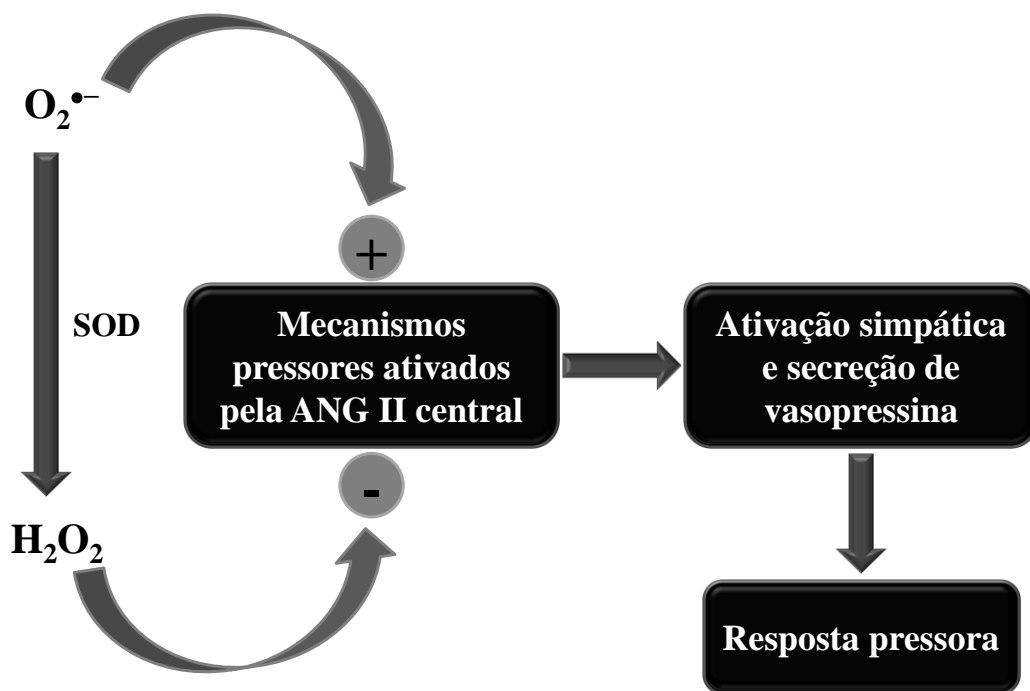 O₂•−
+
SOD
Mecanismos
pressores ativados
pela ANG II central
Ativação simpática
e secreção de
vasopressina
-
H₂O₂
Resposta pressora